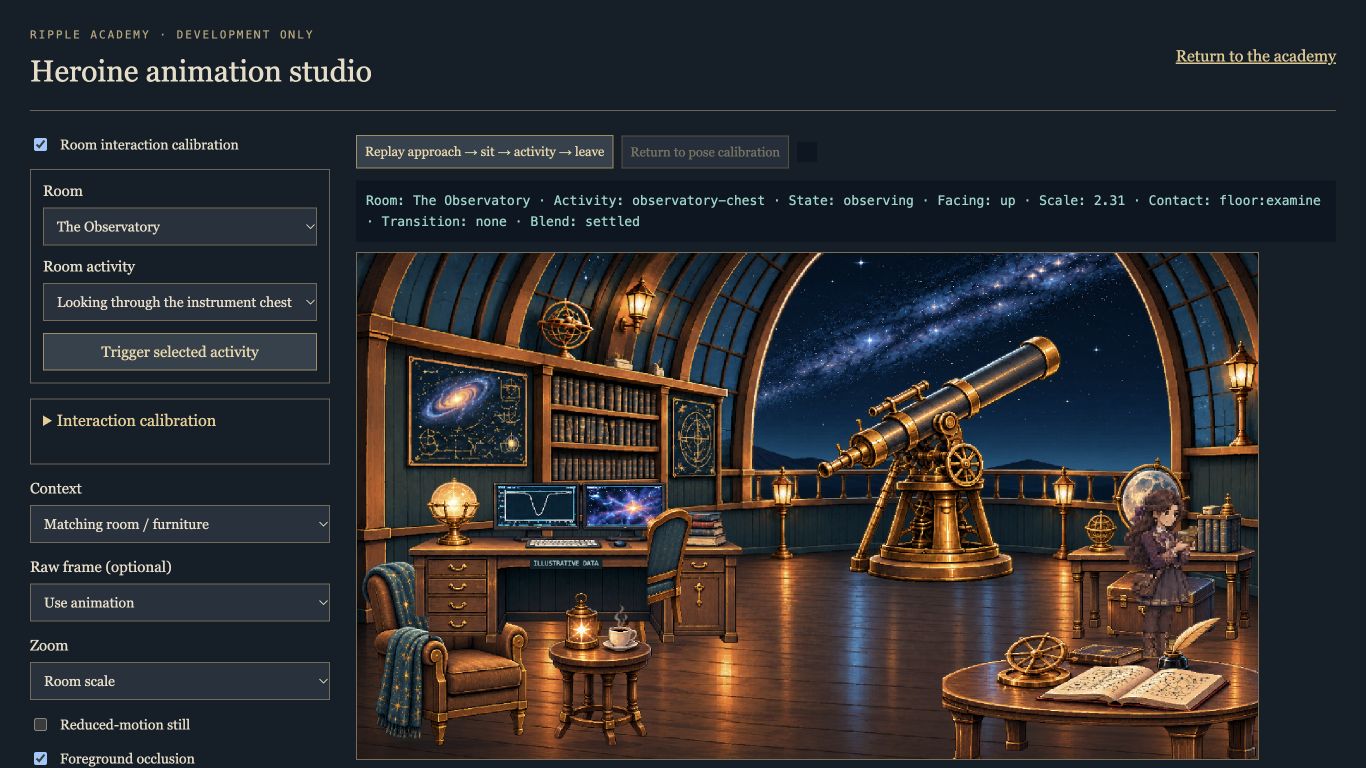 RIPPLE ACADEMY · DEVELOPMENT ONLY
Heroine animation studio
Return to the academy
Room interaction calibration
Room
The Observatory
Room activity
Looking through the instrument chest
Trigger selected activity
Interaction calibration
Context
Matching room / furniture
Raw frame (optional)
Use animation
Zoom
Room scale
Reduced-motion still
Foreground occlusion
Replay approach → sit → activity → leave
Return to pose calibration
Room: The Observatory · Activity: observatory-chest · State: observing · Facing: up · Scale: 2.31 · Contact: floor:examine
· Transition: none · Blend: settled
ILLUSTRATIVE DATA